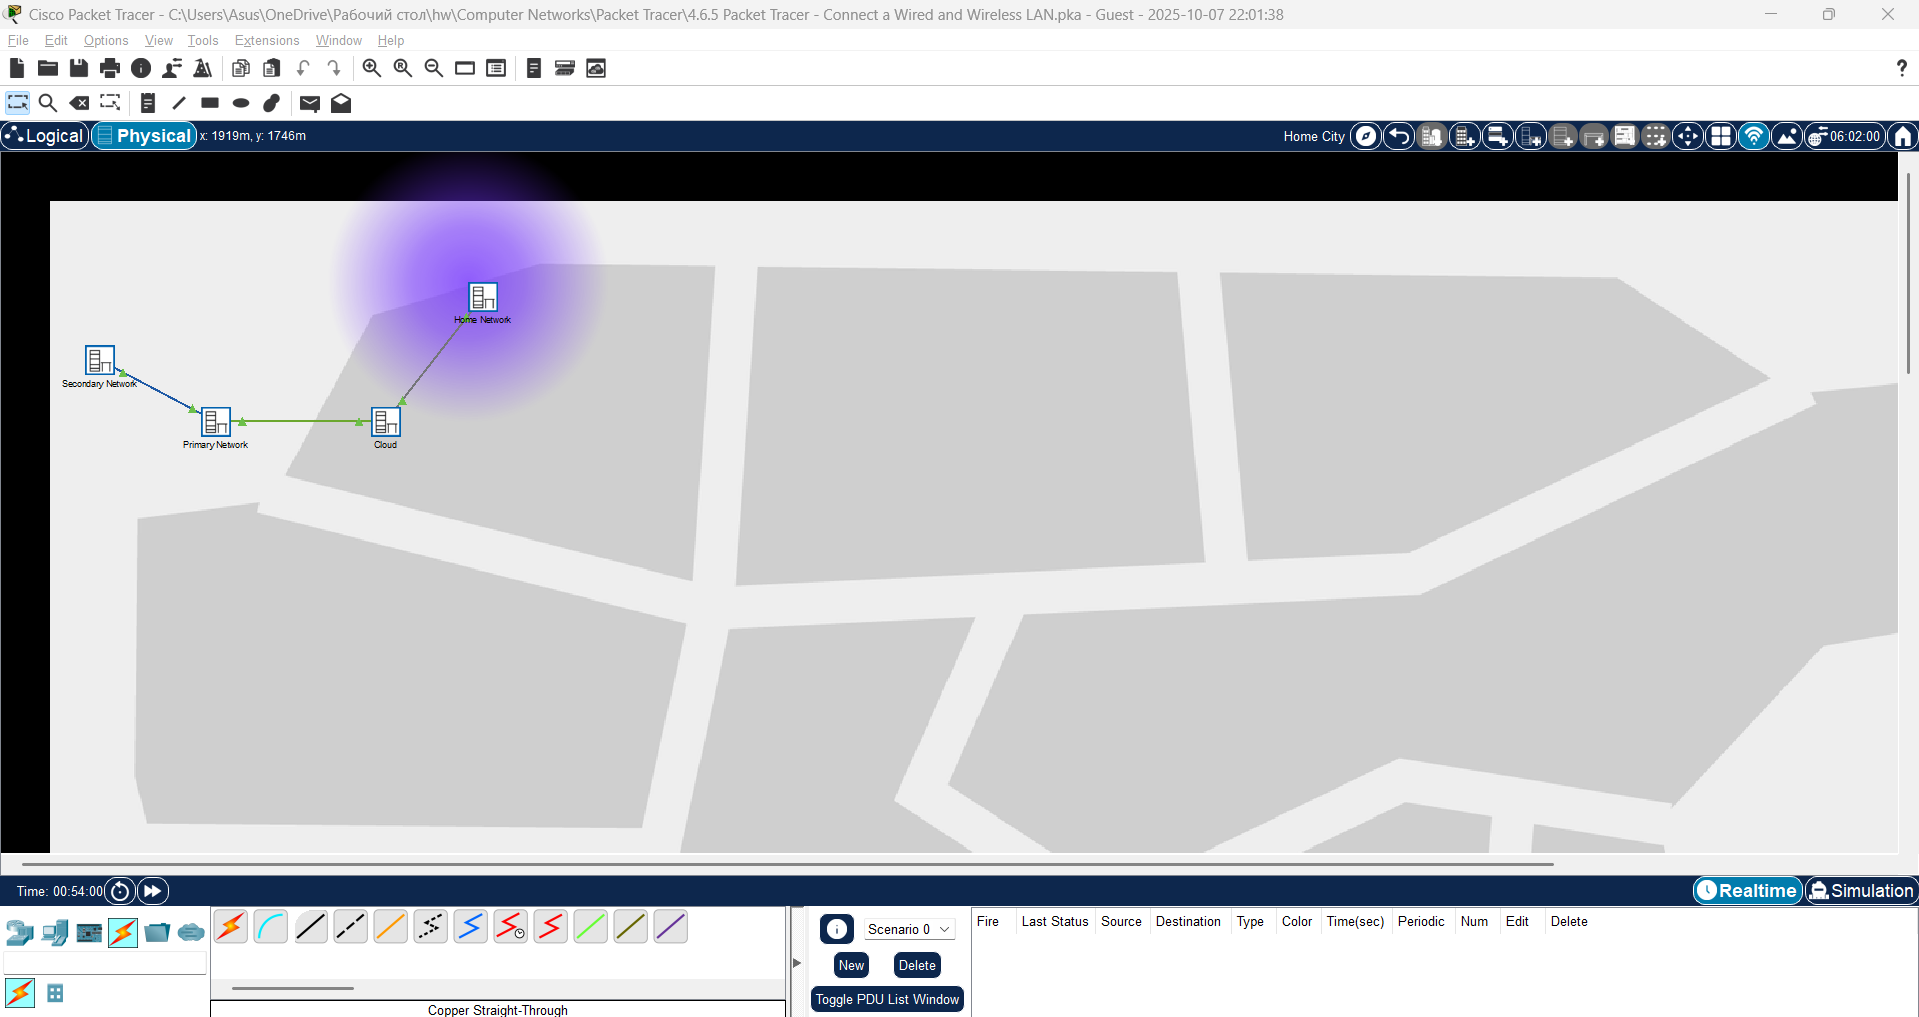 Cisco Packet Tracer - C:\Users\Asus\OneDrive\Рабочий стол\hw\Computer Networks\Packet Tracer\4.6.5 Packet Tracer - Connect a Wired and Wireless LAN.pka - Guest - 2025-10-07 22:01:38
File Edit Options View Tools Extensions Window Help
Logical Physical x: 1919m, y: 1746m Home City 06:02:00
Home Network
Secondary Network
Primary Network
Cloud
Time: 00:54:00 Realtime Simulation
Scenario 0 Fire Last Status Source Destination Type Color Time(sec) Periodic Num Edit Delete
New Delete
Toggle PDU List Window
Copper Straight-Through